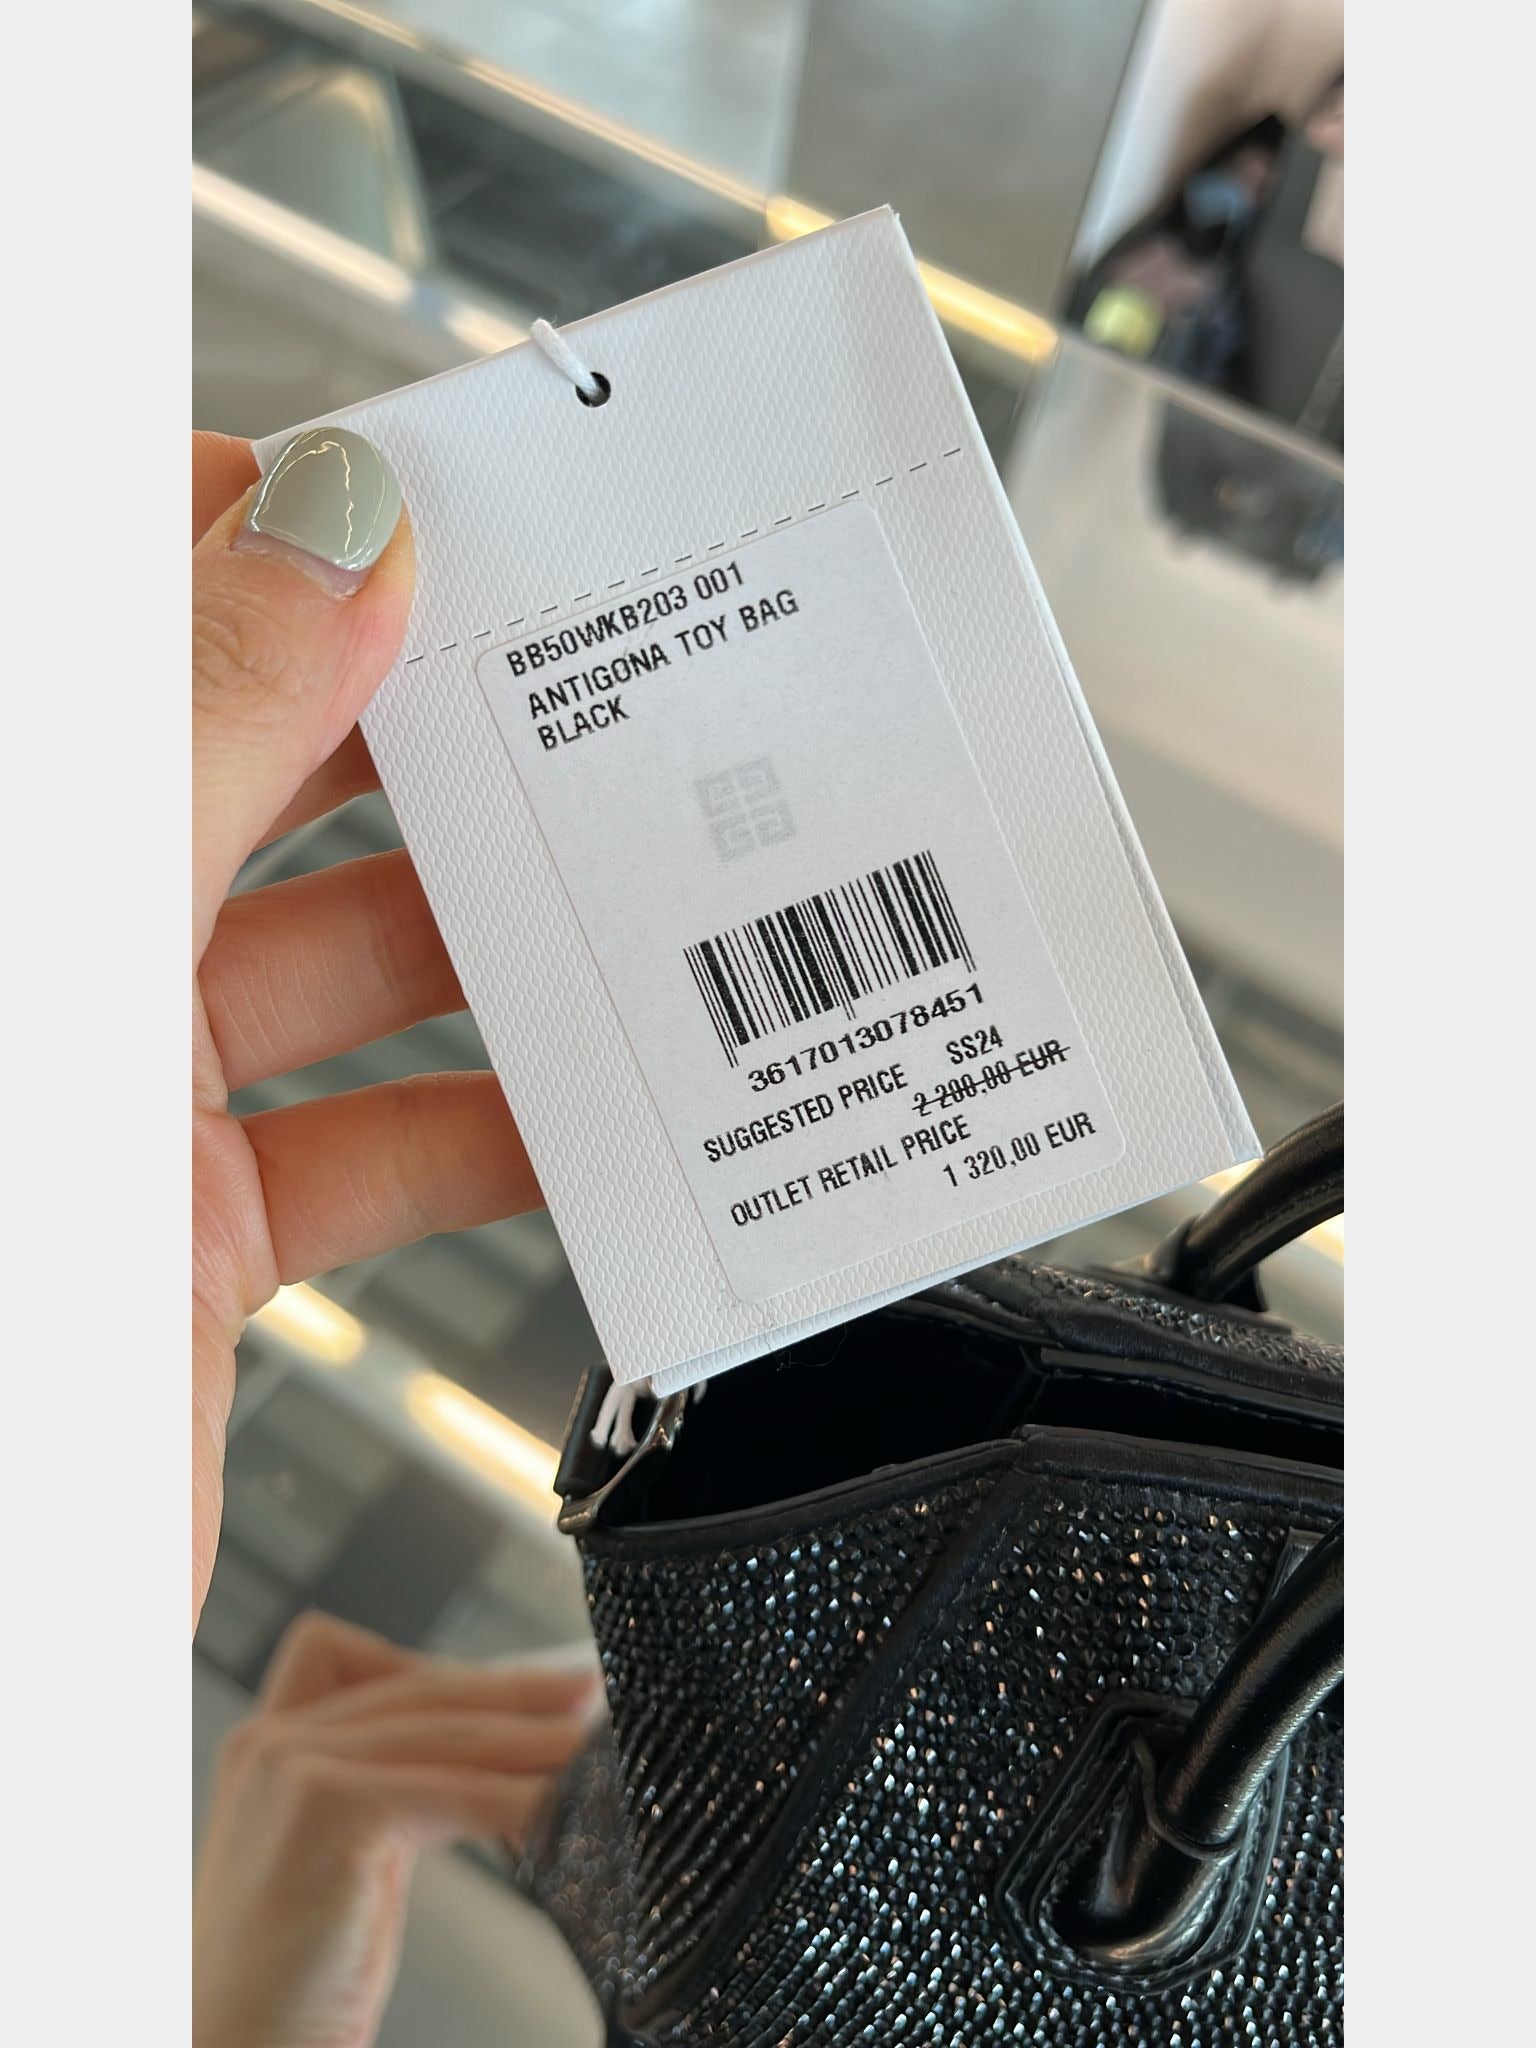 BB50WKB203 001
ANTIGONA TOY BAG
BLACK
3617013078451
SS24
SUGGESTED PRICE
2 200,00 EUR
OUTLET RETAIL PRICE
1 320,00 EUR